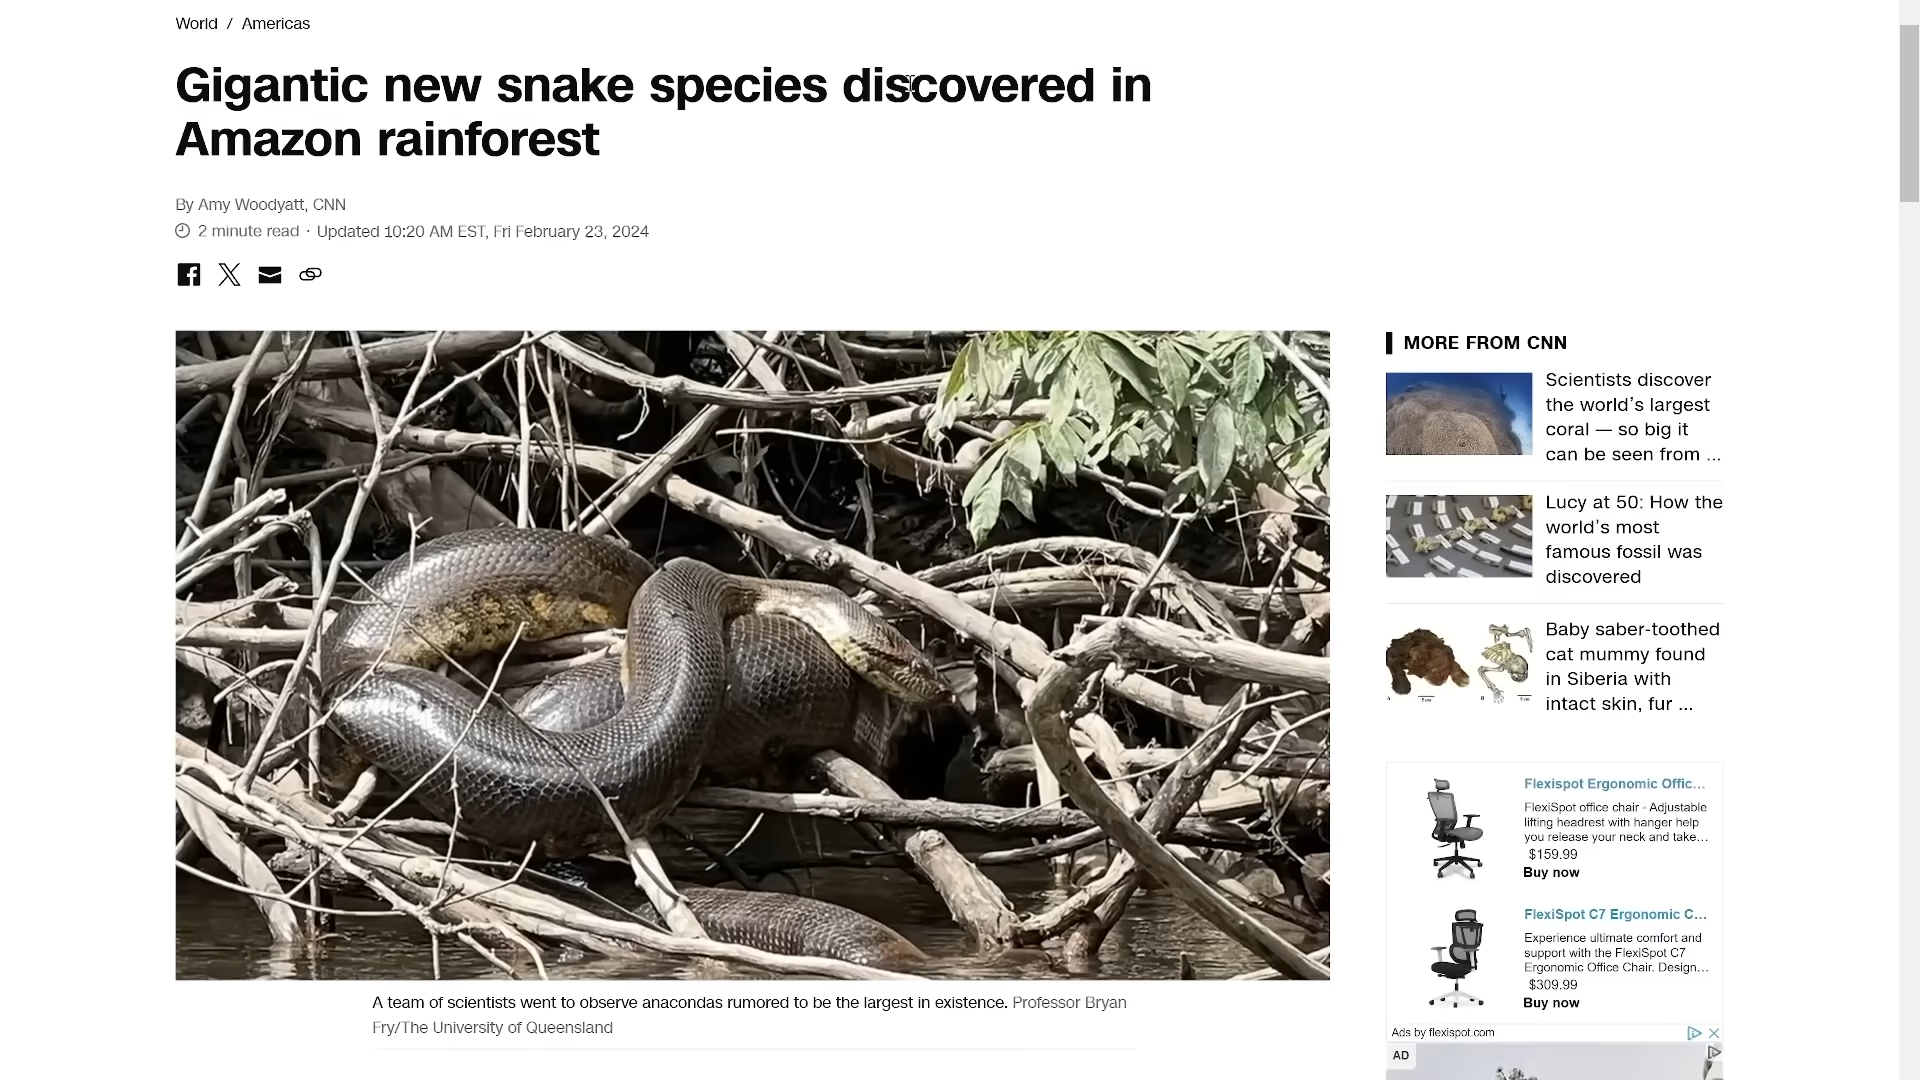 World / Americas
Gigantic new snake species discovered in
Amazon rainforest
By Amy Woodyatt, CNN
2 minute read · Updated 10:20 AM EST, Fri February 23, 2024
MORE FROM CNN
Scientists discover
the world's largest
coral — so big it
can be seen from ...
Lucy at 50: How the
world's most
famous fossil was
discovered
Baby saber-toothed
cat mummy found
in Siberia with
intact skin, fur ...
Flexispot Ergonomic Offic...
FlexiSpot office chair - Adjustable
lifting headrest with hanger help
you release your neck and take...
$159.99
Buy now
FlexiSpot C7 Ergonomic C...
Experience ultimate comfort and
support with the FlexiSpot C7
Ergonomic Office Chair. Design...
$309.99
Buy now
Ads by flexispot.com
AD
A team of scientists went to observe anacondas rumored to be the largest in existence. Professor Bryan
Fry/The University of Queensland